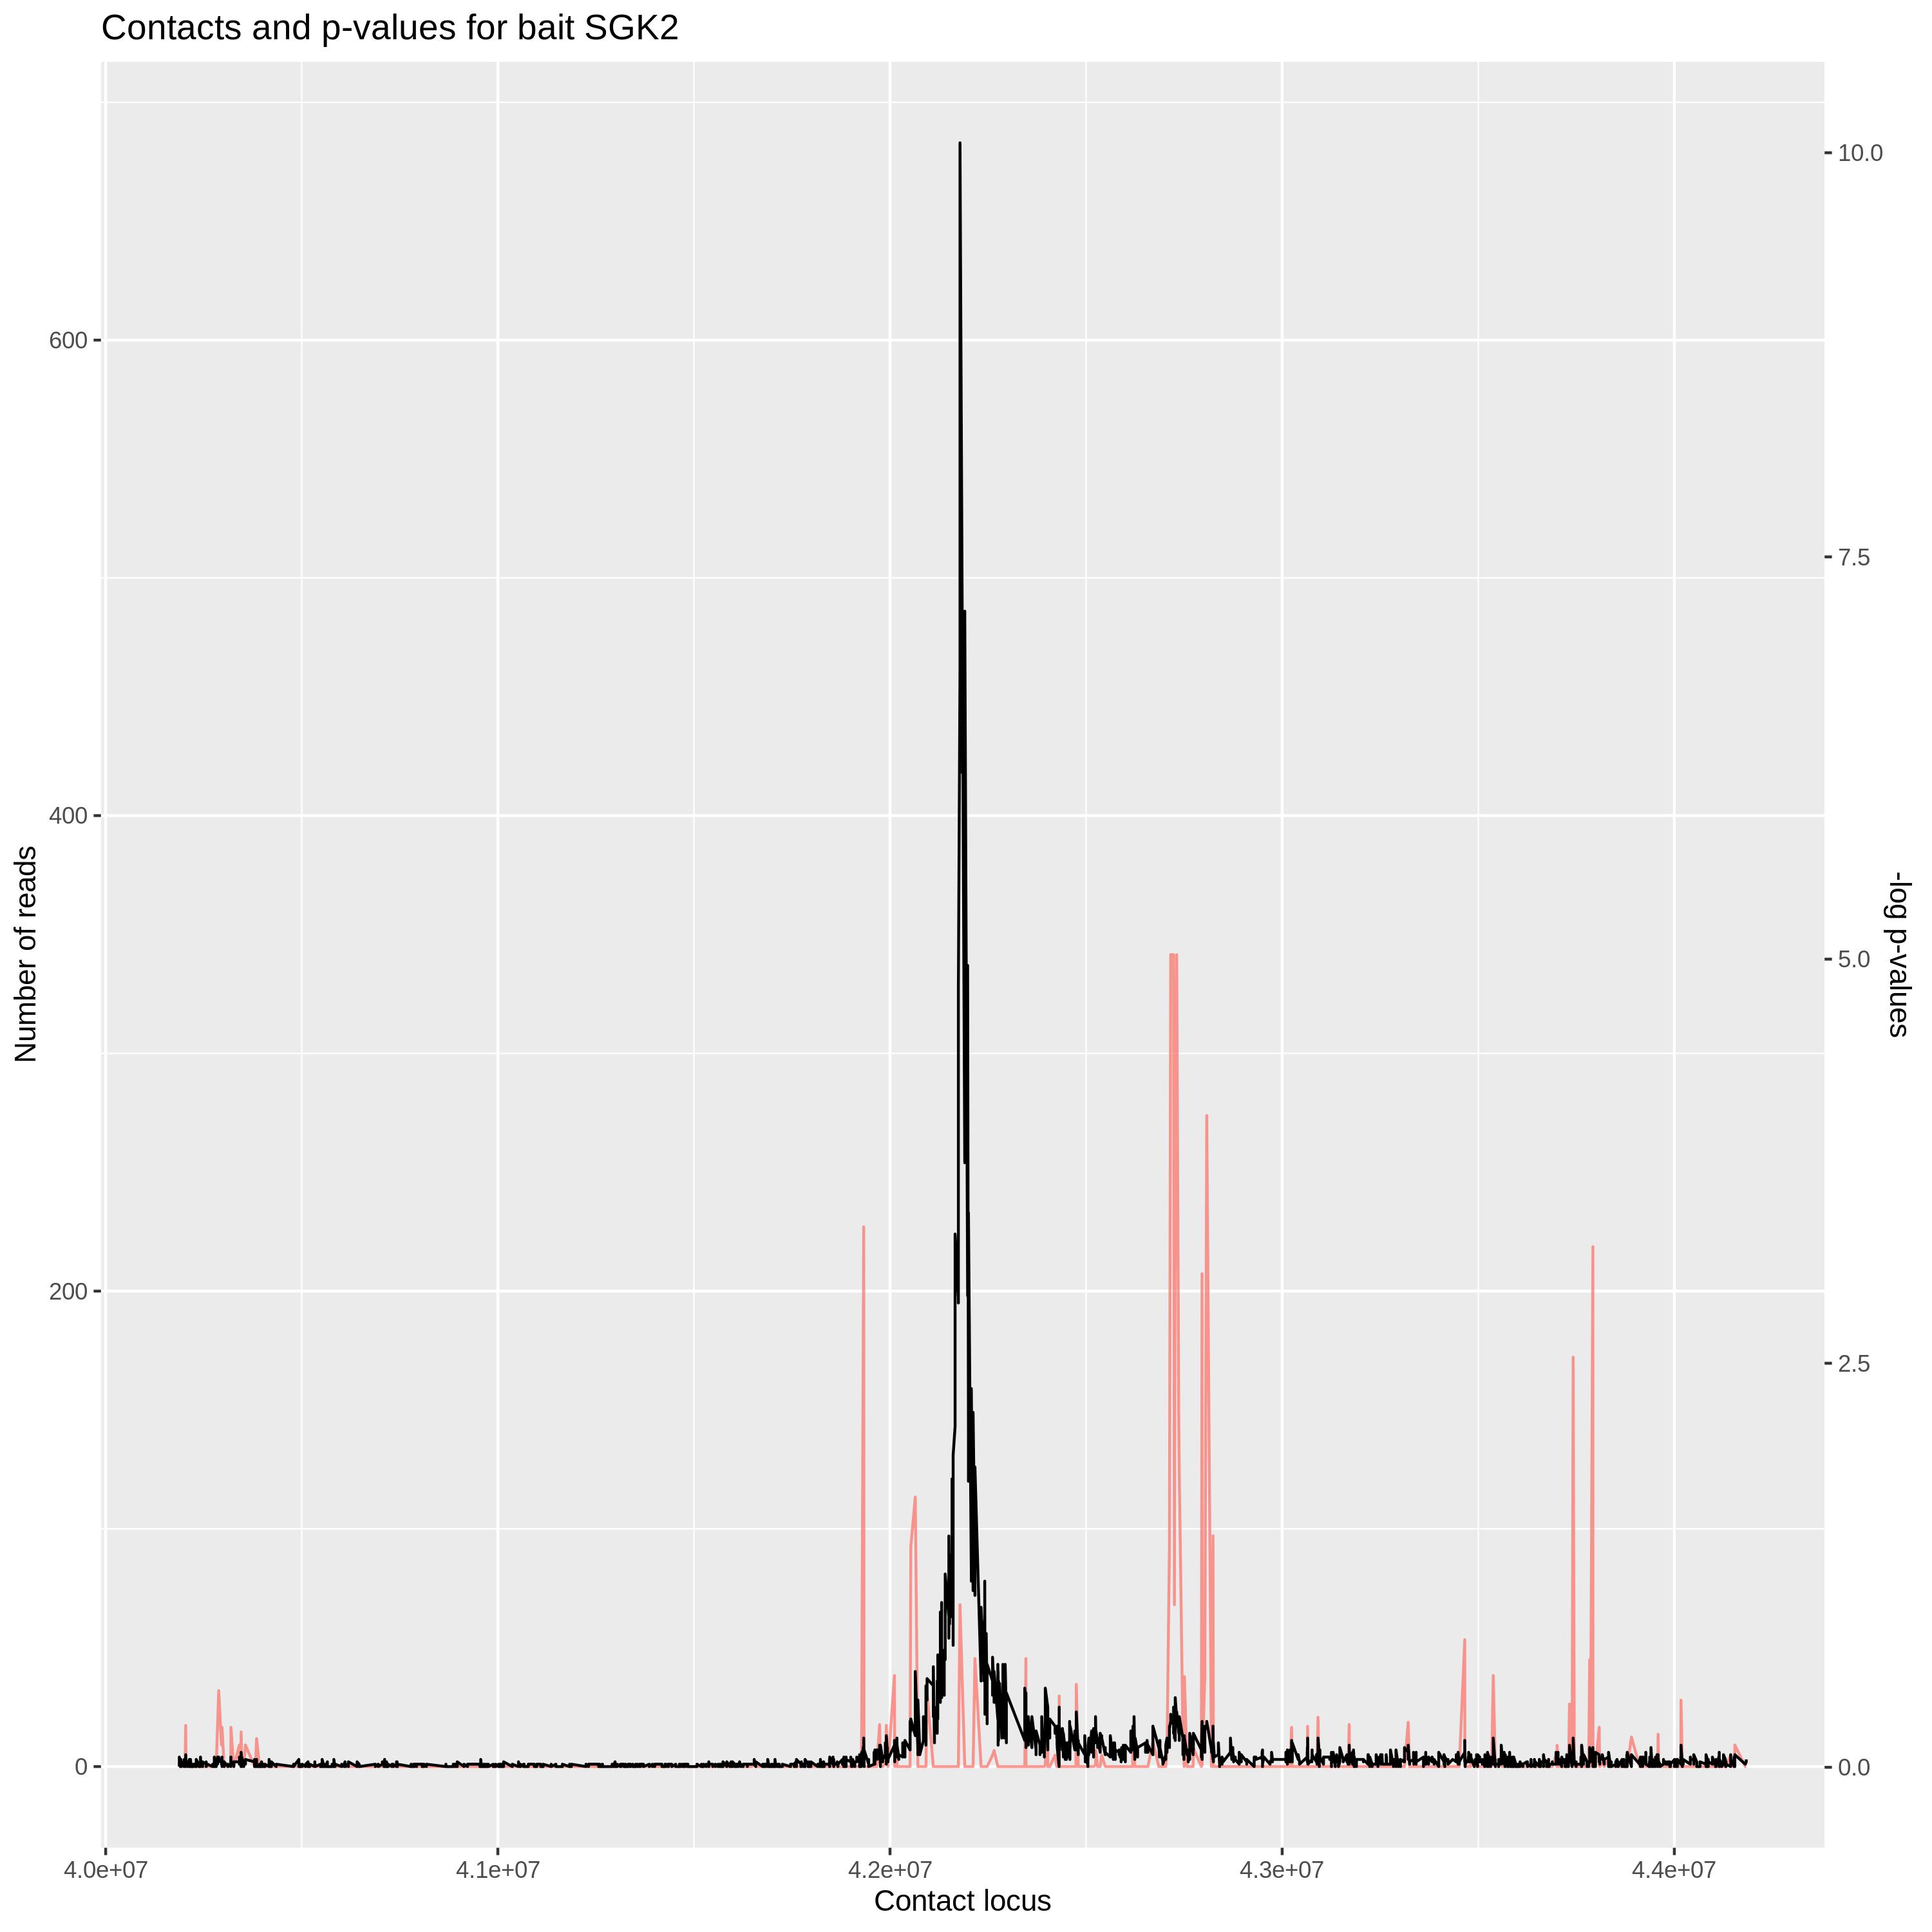 Contacts and p-values for bait SGK2
600
400
200
0
Number of reads
10.0
7.5
5.0
2.5
0.0
-log p-values
4.0e+07 4.1e+07 4.2e+07 4.3e+07 4.4e+07
Contact locus